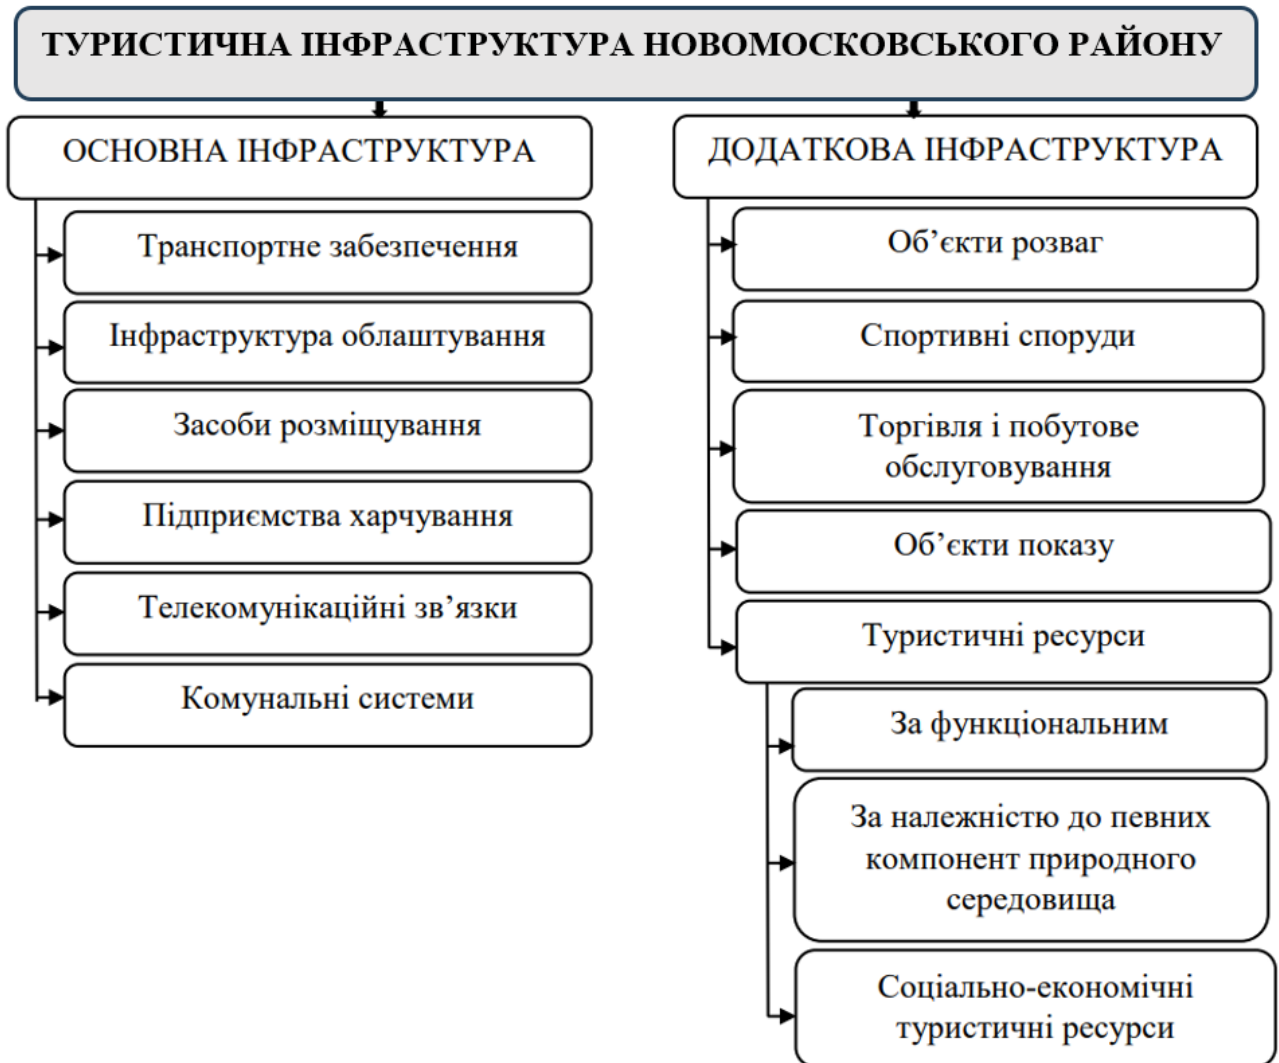 ТУРИСТИЧНА ІНФРАСТРУКТУРА НОВОМОСКОВСЬКОГО РАЙОНУ
ОСНОВНА ІНФРАСТРУКТУРА
Транспортне забезпечення
Інфраструктура облаштування
Засоби розміщування
Підприємства харчування
Телекомунікаційні зв’язки
Комунальні системи
ДОДАТКОВА ІНФРАСТРУКТУРА
Об’єкти розваг
Спортивні споруди
Торгівля і побутове
обслуговування
Об’єкти показу
Туристичні ресурси
За функціональним
За належністю до певних
компонент природного
середовища
Соціально-економічні
туристичні ресурси